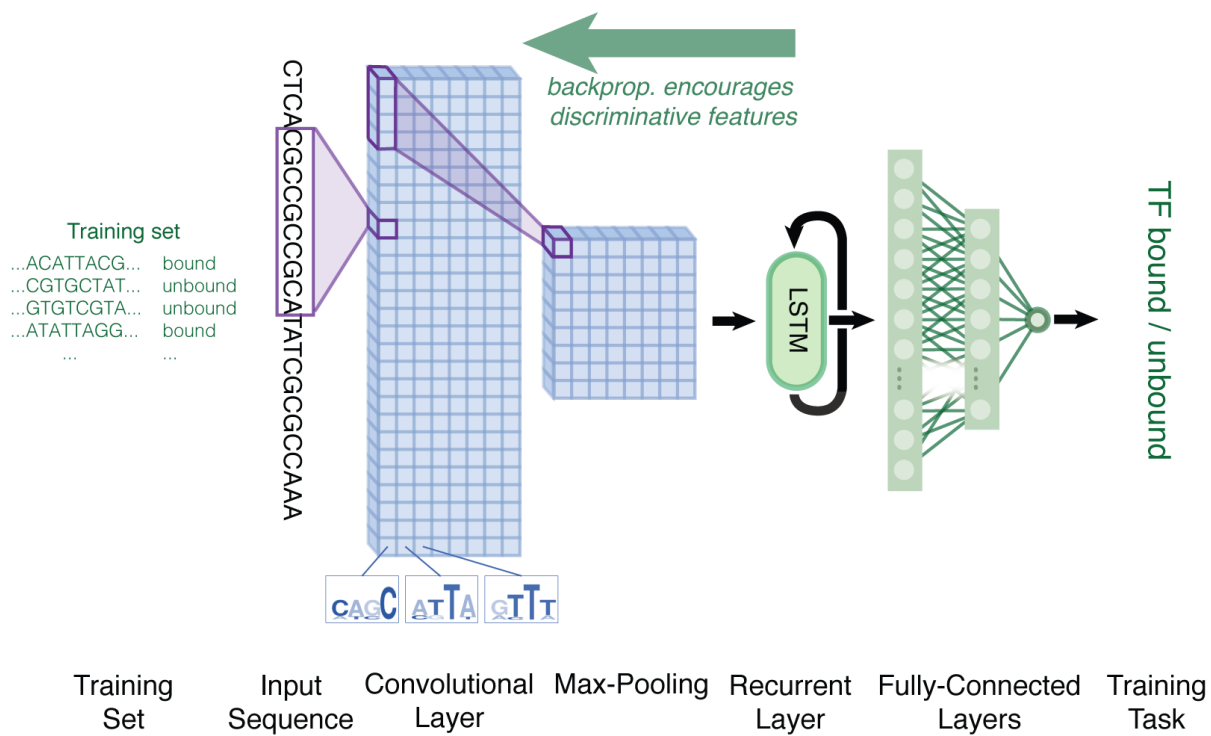 backprop. encourages
discriminative features
CTCACGCCGCCGCATATCGCGCCAAA
Training set
...ACATTACG... bound
...CGTGCTAT... unbound
...GTGTCGTA... unbound
...ATATTAGG... bound
... ...
LSTM
TF bound / unbound
CAGC ATTA GTTT
Training Set
Input Sequence
Convolutional Layer
Max-Pooling
Recurrent Layer
Fully-Connected Layers
Training Task